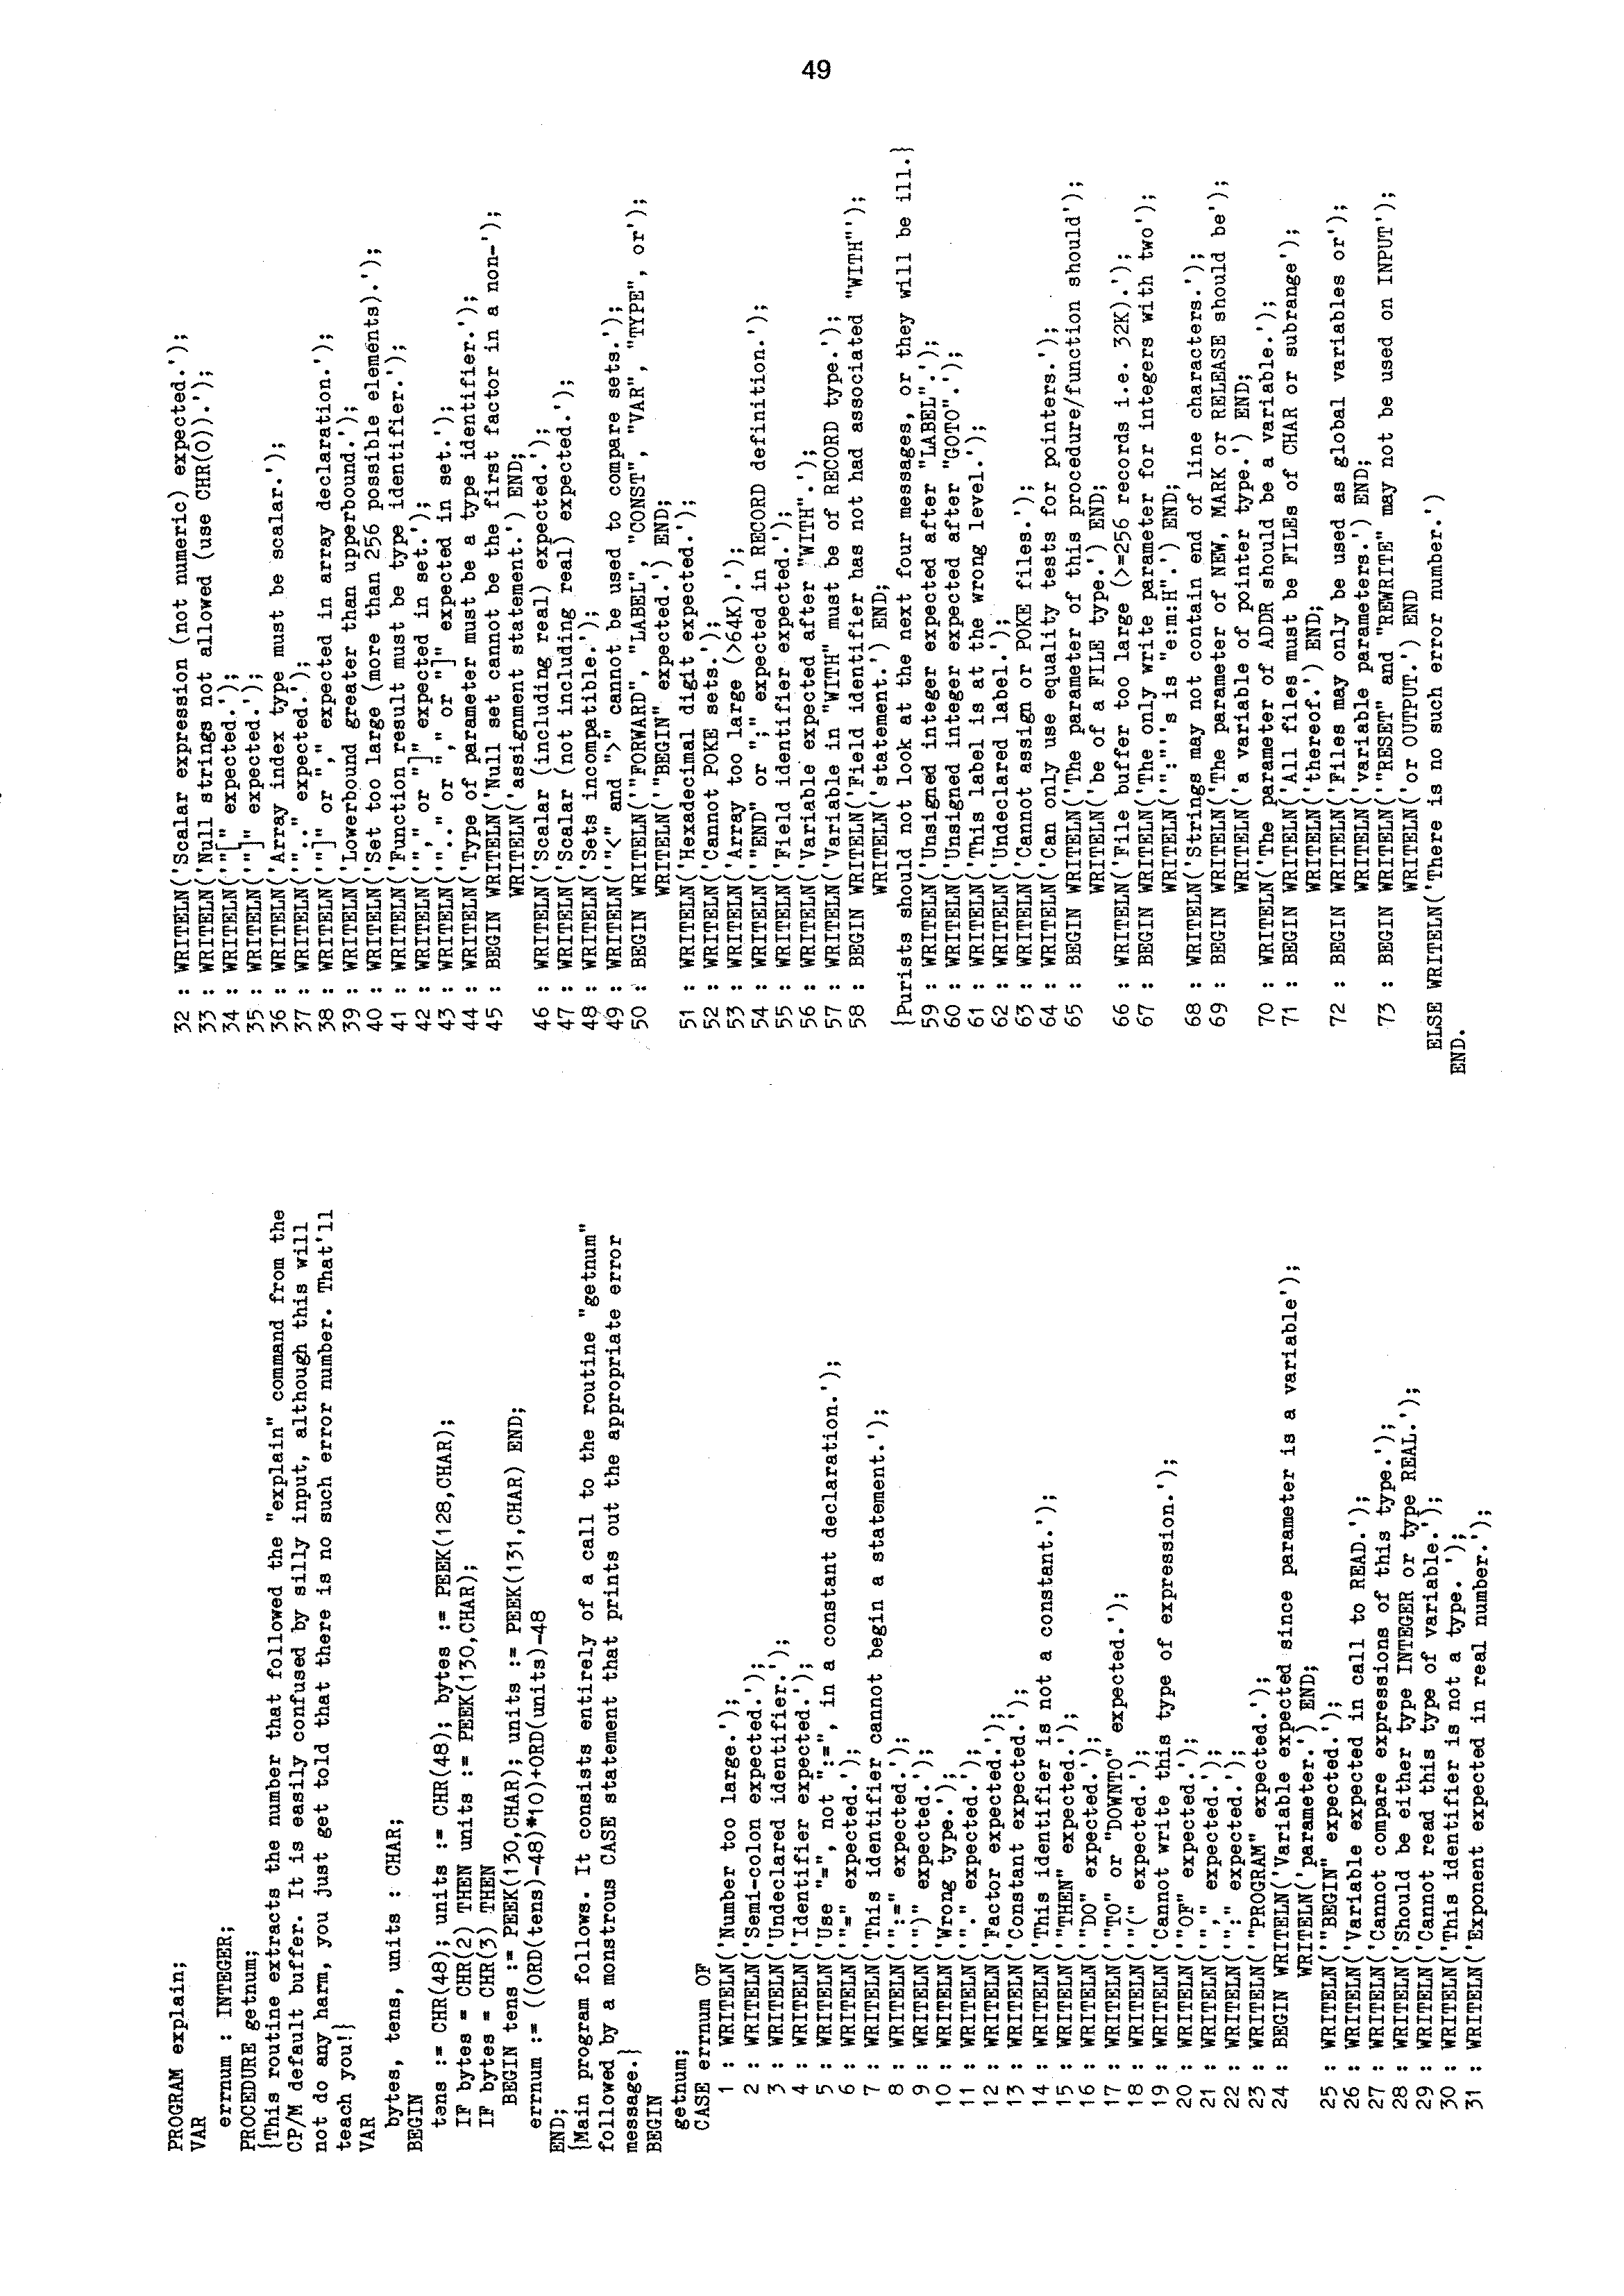 49
PROGRAM explain;
VAR
errnum : INTEGER;
PROCEDURE getnum;
{This routine extracts the number that followed the "explain" command from the
CP/M default buffer. It is easily confused by silly input, although this will
not do any harm, you just get told that there is no such error number. That'll
teach you!}
VAR
bytes, tens, units : CHAR;
BEGIN
tens := CHR(48); units := CHR(48); bytes := PEEK(128,CHAR);
IF bytes = CHR(2) THEN units := PEEK(130,CHAR);
IF bytes = CHR(3) THEN
BEGIN tens := PEEK(130,CHAR); units := PEEK(131,CHAR) END;
errnum := ((ORD(tens)-48)*10)+ORD(units)-48
END;
{Main program follows. It consists entirely of a call to the routine "getnum"
followed by a monstrous CASE statement that prints out the appropriate error
message.}
BEGIN
getnum;
CASE errnum OF
1 : WRITELN('Number too large.');
2 : WRITELN('Semi-colon expected.');
3 : WRITELN('Undeclared identifier.');
4 : WRITELN('Identifier expected.');
5 : WRITELN('Use "=", not ":=", in a constant declaration.');
6 : WRITELN('"=" expected.');
7 : WRITELN('This identifier cannot begin a statement.');
8 : WRITELN('":=" expected.');
9 : WRITELN('")" expected.');
10 : WRITELN('Wrong type.');
11 : WRITELN('"." expected.');
12 : WRITELN('Factor expected.');
13 : WRITELN('Constant expected.');
14 : WRITELN('This identifier is not a constant.');
15 : WRITELN('"THEN" expected.');
16 : WRITELN('"DO" expected.');
17 : WRITELN('"TO" or "DOWNTO" expected.');
18 : WRITELN('"(" expected.');
19 : WRITELN('Cannot write this type of expression.');
20 : WRITELN('"OF" expected.');
21 : WRITELN('"," expected.');
22 : WRITELN('":" expected.');
23 : WRITELN('"PROGRAM" expected.');
24 : BEGIN WRITELN('Variable expected since parameter is a variable');
WRITELN('parameter.') END;
25 : WRITELN('"BEGIN" expected.');
26 : WRITELN('Variable expected in call to READ.');
27 : WRITELN('Cannot compare expressions of this type.');
28 : WRITELN('Should be either type INTEGER or type REAL.');
29 : WRITELN('Cannot read this type of variable.');
30 : WRITELN('This identifier is not a type. ');
31 : WRITELN('Exponent expected in real number.');
32 : WRITELN('Scalar expression (not numeric) expected.');
33 : WRITELN('Null strings not allowed (use CHR(0)).');
34 : WRITELN('"[" expected.');
35 : WRITELN('"]" expected.');
36 : WRITELN('Array index type must be scalar.');
37 : WRITELN('".." expected.');
38 : WRITELN('"]" or "," expected in array declaration.');
39 : WRITELN('Lowerbound greater than upperbound.');
40 : WRITELN('Set too large (more than 256 possible elements).');
41 : WRITELN('Function result must be type identifier.');
42 : WRITELN('"," or "]" expected in set.');
43 : WRITELN('".." or "," or "]" expected in set.');
44 : WRITELN('Type of parameter must be a type identifier.');
45 : BEGIN WRITELN('Null set cannot be the first factor in a non-');
WRITELN('assignment statement.') END;
46 : WRITELN('Scalar (including real) expected.');
47 : WRITELN('Scalar (not including real) expected.');
48 : WRITELN('Sets incompatible.');
49 : WRITELN('"<" and ">" cannot be used to compare sets.');
50 : BEGIN WRITELN('"FORWARD", "LABEL", "CONST", "VAR", "TYPE", or');
WRITELN('"BEGIN" expected.') END;
51 : WRITELN('Hexadecimal digit expected.');
52 : WRITELN('Cannot POKE sets.');
53 : WRITELN('Array too large (>64K).');
54 : WRITELN('"END" or ";" expected in RECORD definition.');
55 : WRITELN('Field identifier expected.');
56 : WRITELN('Variable expected after "WITH".');
57 : WRITELN('Variable in "WITH" must be of RECORD type.');
58 : BEGIN WRITELN('Field identifier has not had associated "WITH"');
WRITELN('statement.') END;
{Purists should not look at the next four messages, or they will be ill.}
59 : WRITELN('Unsigned integer expected after "LABEL".');
60 : WRITELN('Unsigned integer expected after "GOTO".');
61 : WRITELN('This label is at the wrong level.');
62 : WRITELN('Undeclared label.');
63 : WRITELN('Cannot assign or POKE files.');
64 : WRITELN('Can only use equality tests for pointers.');
65 : BEGIN WRITELN('The parameter of this procedure/function should');
WRITELN('be of a FILE type.') END;
66 : WRITELN('File buffer too large (>=256 records i.e. 32K).');
67 : BEGIN WRITELN('The only write parameter for integers with two');
WRITELN('":"''s is "e:m:H".') END;
68 : WRITELN('Strings may not contain end of line characters.');
69 : BEGIN WRITELN('The parameter of NEW, MARK or RELEASE should be');
WRITELN('a variable of pointer type.') END;
70 : WRITELN('The parameter of ADDR should be a variable.');
71 : BEGIN WRITELN('All files must be FILEs of CHAR or subrange');
WRITELN('thereof.') END;
72 : BEGIN WRITELN('Files may only be used as global variables or');
WRITELN('variable parameters.') END;
73 : BEGIN WRITELN('"RESET" and "REWRITE" may not be used on INPUT');
WRITELN('or OUTPUT.') END
ELSE WRITELN('There is no such error number.')
END.